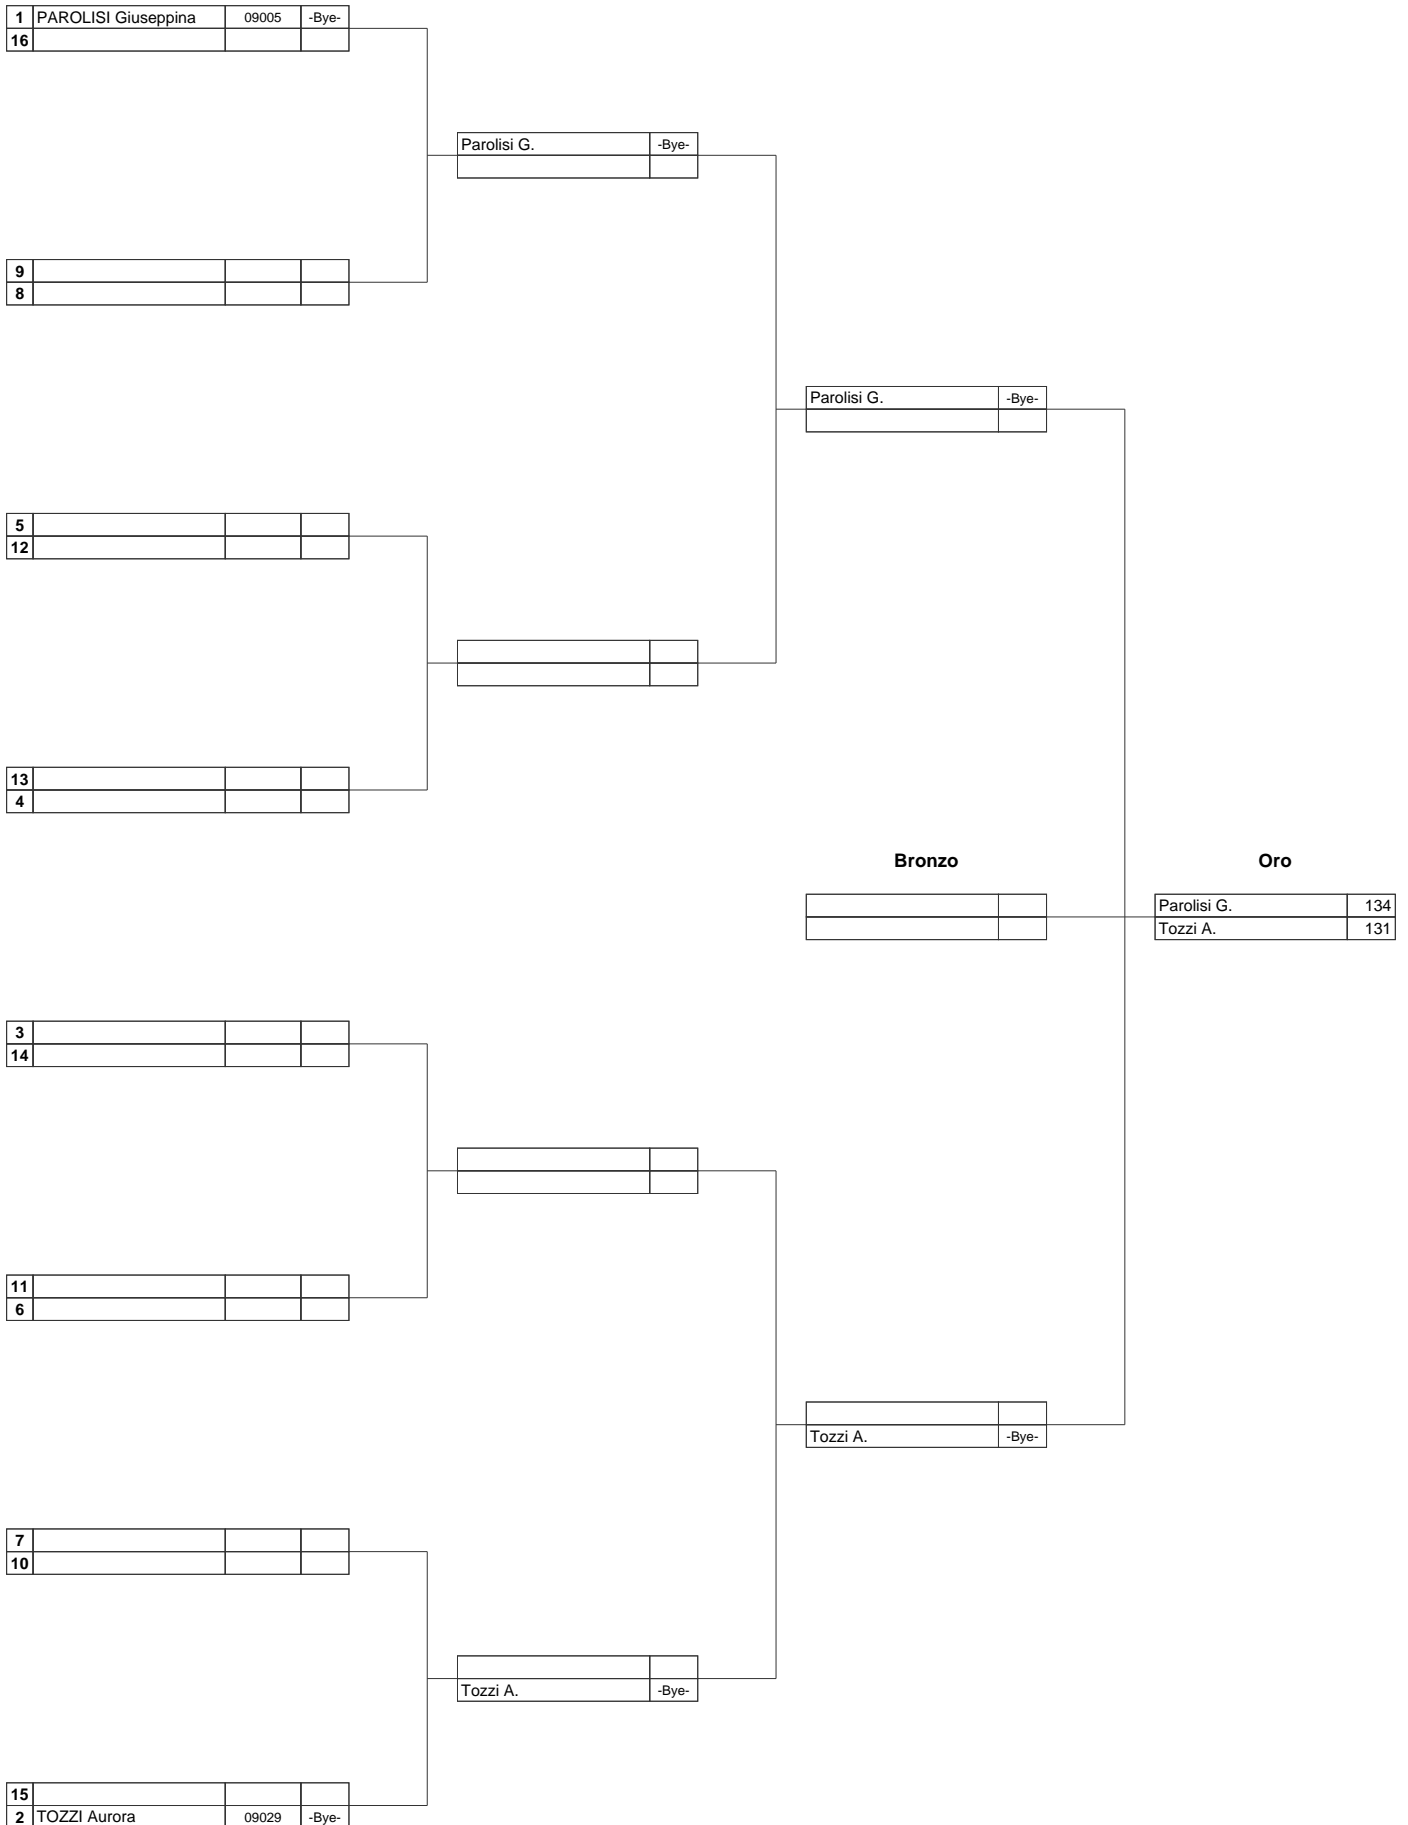 1 PAROLISI Giuseppina 09005 -Bye-
16
Parolisi G. -Bye-
9
8
Parolisi G. -Bye-
5
12
13
4
Bronzo Oro
Parolisi G. 134
Tozzi A. 131
3
14
11
6
Tozzi A. -Bye-
7
10
Tozzi A. -Bye-
15
2 TOZZI Aurora 09029 -Bye-